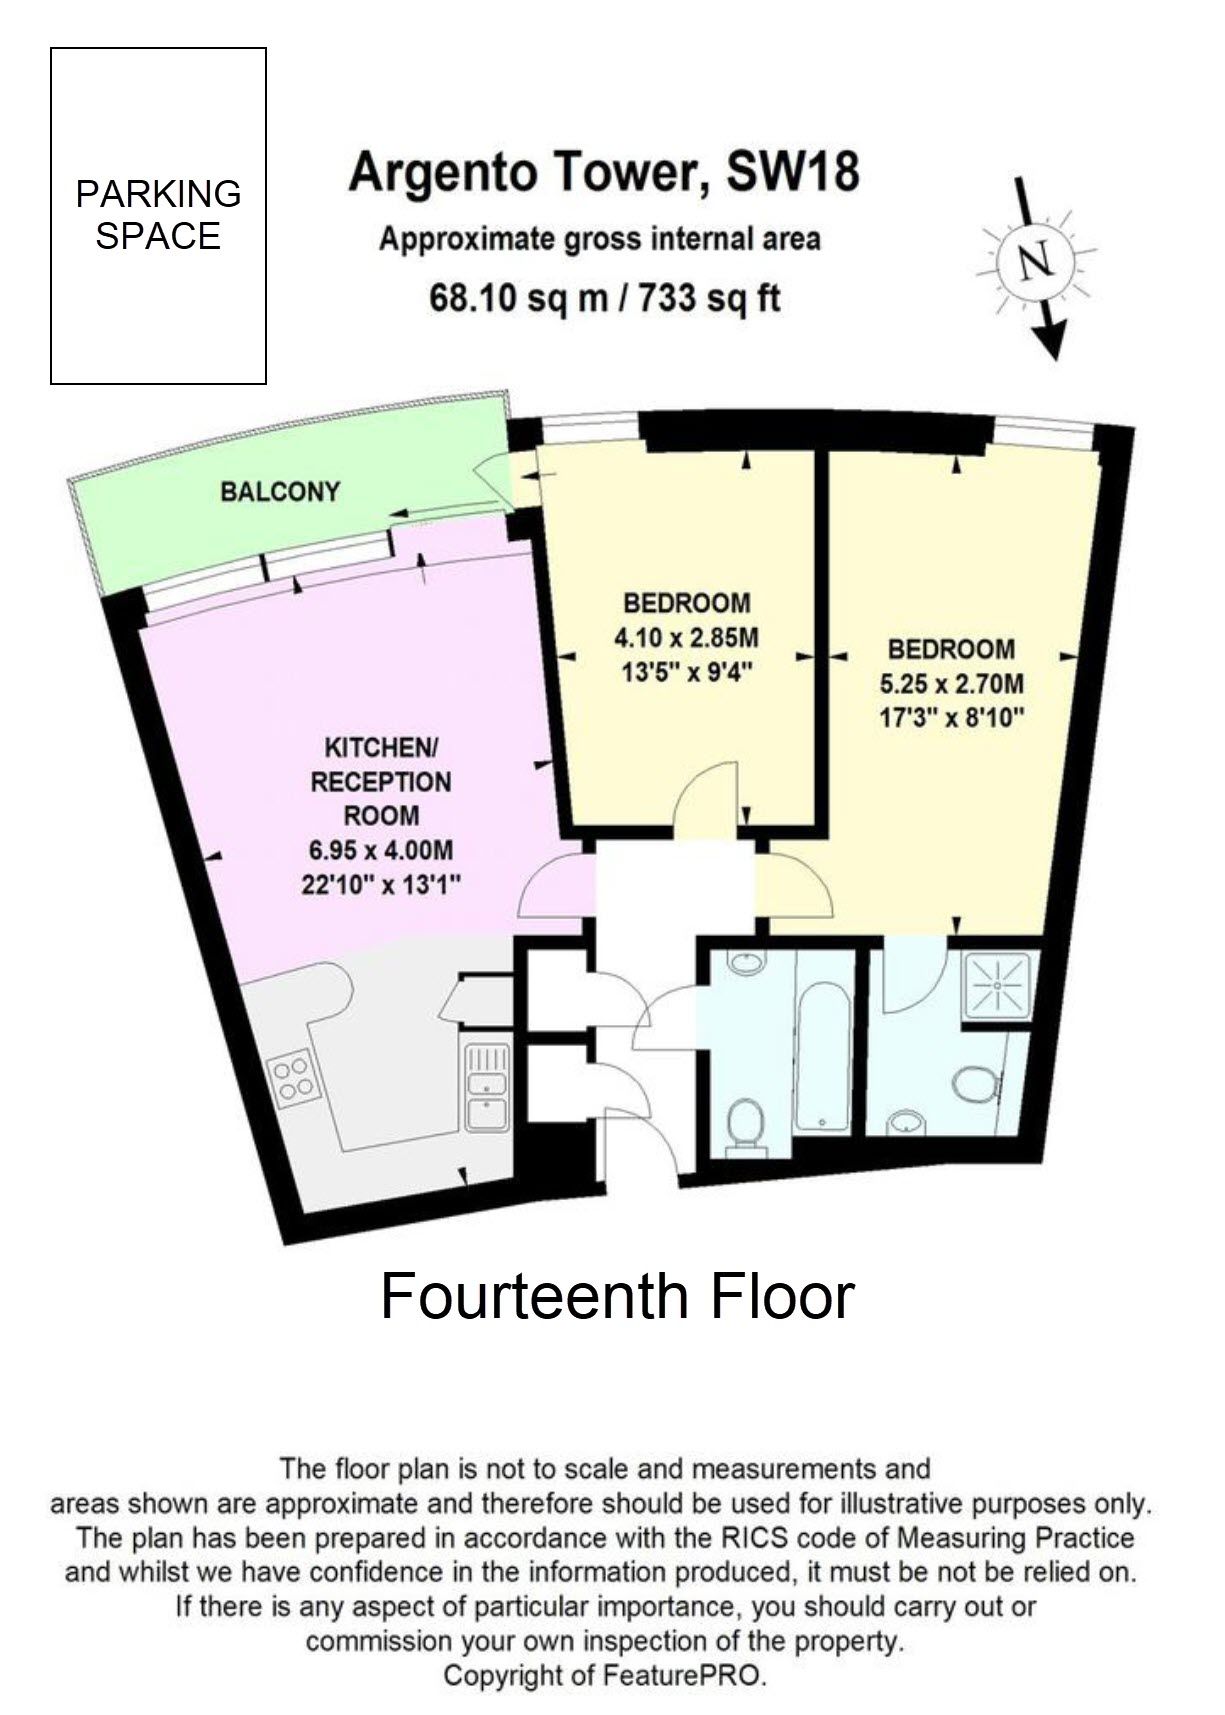 PARKING
SPACE
Argento Tower, SW18
Approximate gross internal area
68.10 sq m / 733 sq ft
N
BALCONY
BEDROOM
4.10 x 2.85M
13'5" x 9'4"
BEDROOM
5.25 x 2.70M
17'3" x 8'10"
KITCHEN/
RECEPTION
ROOM
6.95 x 4.00M
22'10" x 13'1"
Fourteenth Floor
The floor plan is not to scale and measurements and
areas shown are approximate and therefore should be used for illustrative purposes only.
The plan has been prepared in accordance with the RICS code of Measuring Practice
and whilst we have confidence in the information produced, it must be not be relied on.
If there is any aspect of particular importance, you should carry out or
commission your own inspection of the property.
Copyright of FeaturePRO.